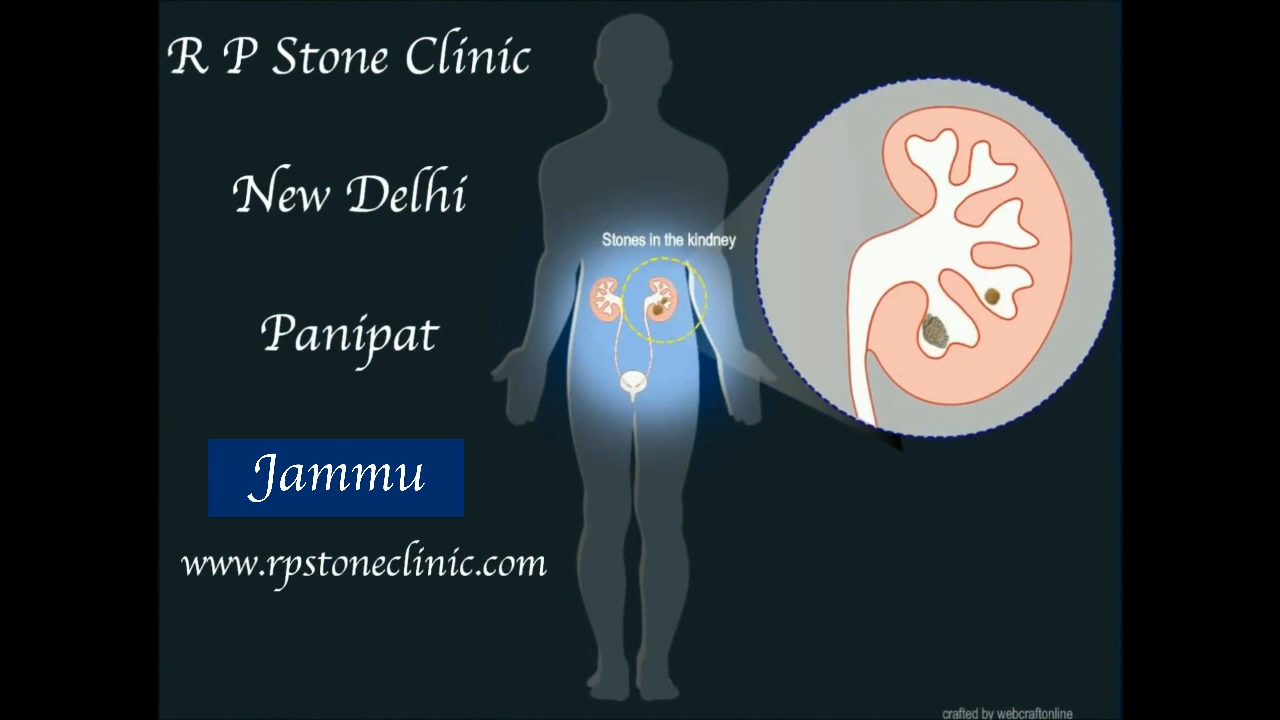 R P Stone Clinic
New Delhi
Stones in the kindney
Panipat
Jammu
www.rpstoneclinic.com
crafted by webcraftonline